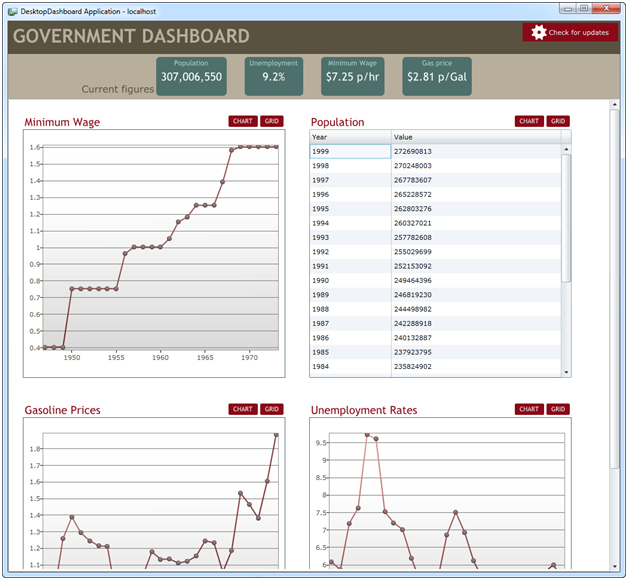 DesktopDashboard Application - localhost
GOVERNMENT DASHBOARD
Check for updates
Current figures
Population
307,006,550
Unemployment
9.2%
Minimum Wage
$7.25 p/hr
Gas price
$2.81 p/Gal
Minimum Wage
CHART GRID
1.6
1.5
1.4
1.3
1.2
1.1
1
0.9
0.8
0.7
0.6
0.5
0.4
1950 1955 1960 1965 1970
Population
CHART GRID
Year Value
1999 272690813
1998 270248003
1997 267783607
1996 265228572
1995 262803276
1994 260327021
1993 257782608
1992 255029699
1991 252153092
1990 249464396
1989 246819230
1988 244498982
1987 242288918
1986 240132887
1985 237923795
1984 235824902
Gasoline Prices
CHART GRID
1.8
1.7
1.6
1.5
1.4
1.3
1.2
1.1
Unemployment Rates
CHART GRID
9.5
9
8.5
8
7.5
7
6.5
6